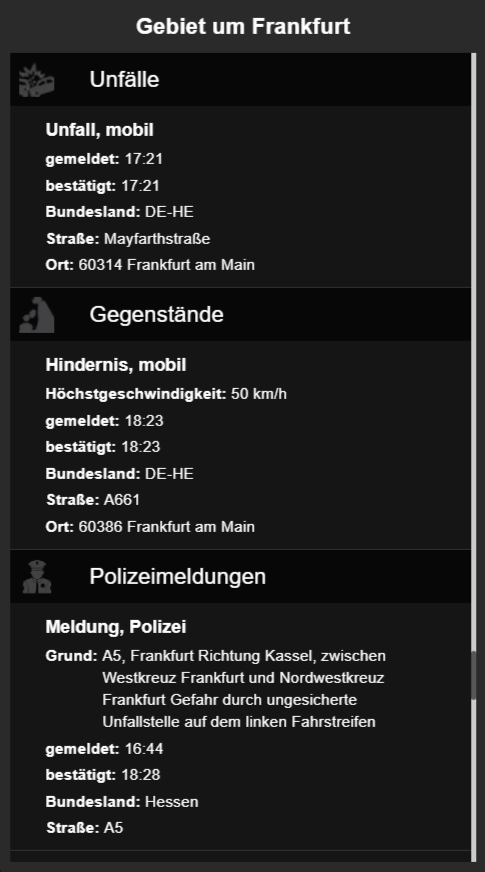 Gebiet um Frankfurt
Unfälle
Unfall, mobil
gemeldet: 17:21
bestätigt: 17:21
Bundesland: DE-HE
Straße: Mayfarthstraße
Ort: 60314 Frankfurt am Main
Gegenstände
Hindernis, mobil
Höchstgeschwindigkeit: 50 km/h
gemeldet: 18:23
bestätigt: 18:23
Bundesland: DE-HE
Straße: A661
Ort: 60386 Frankfurt am Main
Polizeimeldungen
Meldung, Polizei
Grund: A5, Frankfurt Richtung Kassel, zwischen
Westkreuz Frankfurt und Nordwestkreuz
Frankfurt Gefahr durch ungesicherte
Unfallstelle auf dem linken Fahrstreifen
gemeldet: 16:44
bestätigt: 18:28
Bundesland: Hessen
Straße: A5